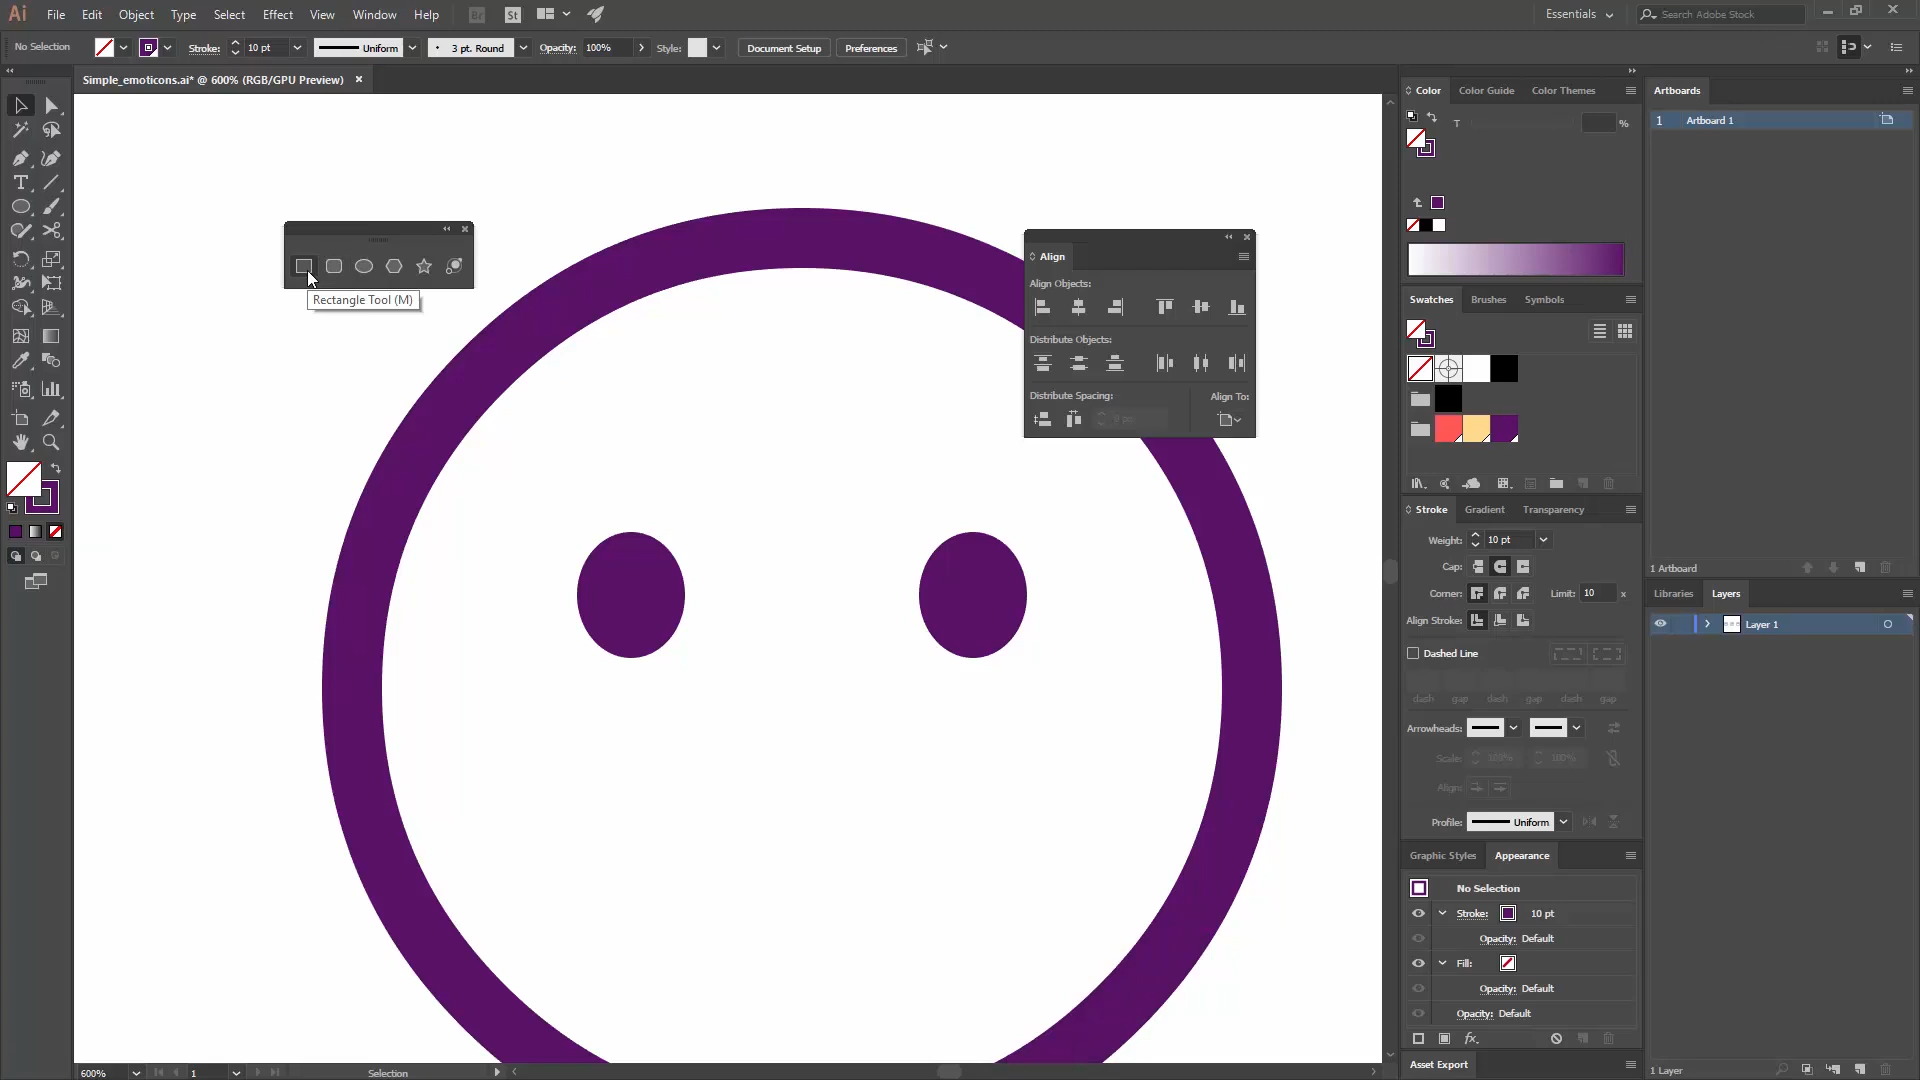 Ai File Edit Object Type Select Effect View Window Help Br St Essentials Search Adobe Stock
No Selection Stroke: 10 pt Uniform 3 pt. Round Opacity: 100% Style: Document Setup Preferences
Simple_emoticons.ai* @ 600% (RGB/GPU Preview)
Rectangle Tool (M)
Align
Align Objects:
Distribute Objects:
Distribute Spacing: Align To:
Color Color Guide Color Themes
T %
Swatches Brushes Symbols
Stroke Gradient Transparency
Weight: 10 pt
Cap:
Corner: Limit: 10 x
Align Stroke:
Dashed Line
dash gap dash gap dash gap
Arrowheads:
Scale: 100% 100%
Align:
Profile: Uniform
Graphic Styles Appearance
No Selection
Stroke: 10 pt
Opacity: Default
Fill:
Opacity: Default
Opacity: Default
fx
Asset Export
Artboards
1 Artboard 1
1 Artboard
Libraries Layers
Layer 1
1 Layer
600% 1 Selection